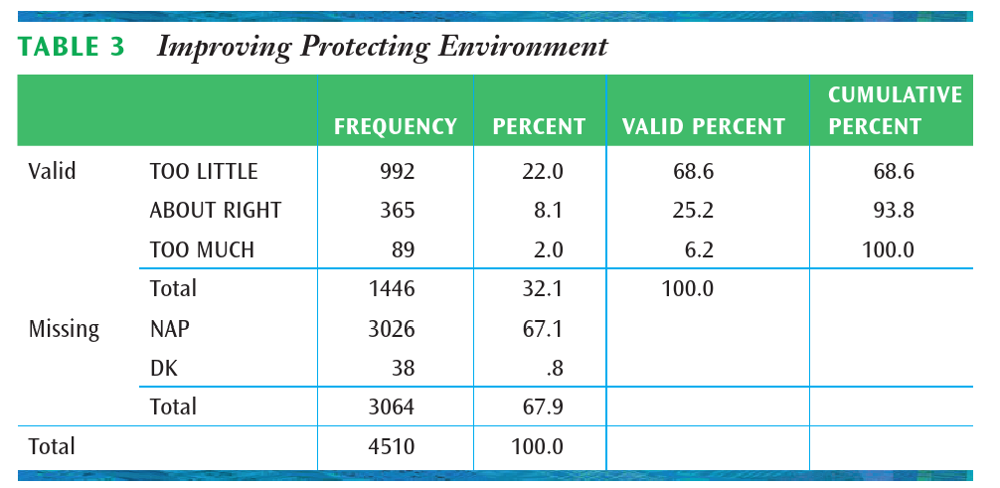 TABLE 3 Improving Protecting Environment
CUMULATIVE
FREQUENCY PERCENT VALID PERCENT PERCENT
Valid TOO LITTLE 992 22.0 68.6 68.6
ABOUT RIGHT 365 8.1 25.2 93.8
TOO MUCH 89 2.0 6.2 100.0
Total 1446 32.1 100.0
Missing NAP 3026 67.1
DK 38 .8
Total 3064 67.9
Total 4510 100.0